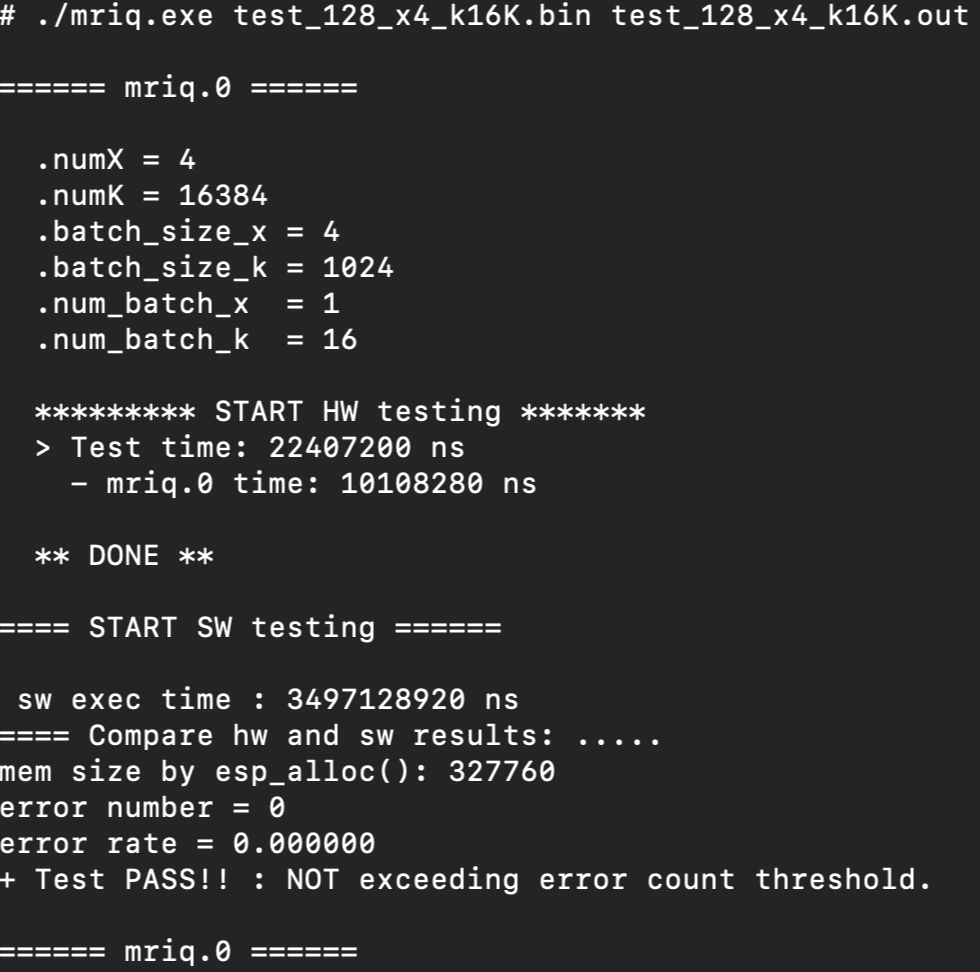 # ./mriq.exe test_128_x4_k16K.bin test_128_x4_k16K.out
====== mriq.0 ======
.numX = 4
.numK = 16384
.batch_size_x = 4
.batch_size_k = 1024
.num_batch_x  = 1
.num_batch_k  = 16
********* START HW testing *******
> Test time: 22407200 ns
- mriq.0 time: 10108280 ns
** DONE **
==== START SW testing ======
sw exec time : 3497128920 ns
==== Compare hw and sw results: .....
mem size by esp_alloc(): 327760
error number = 0
error rate = 0.000000
+ Test PASS!! : NOT exceeding error count threshold.
====== mriq.0 ======